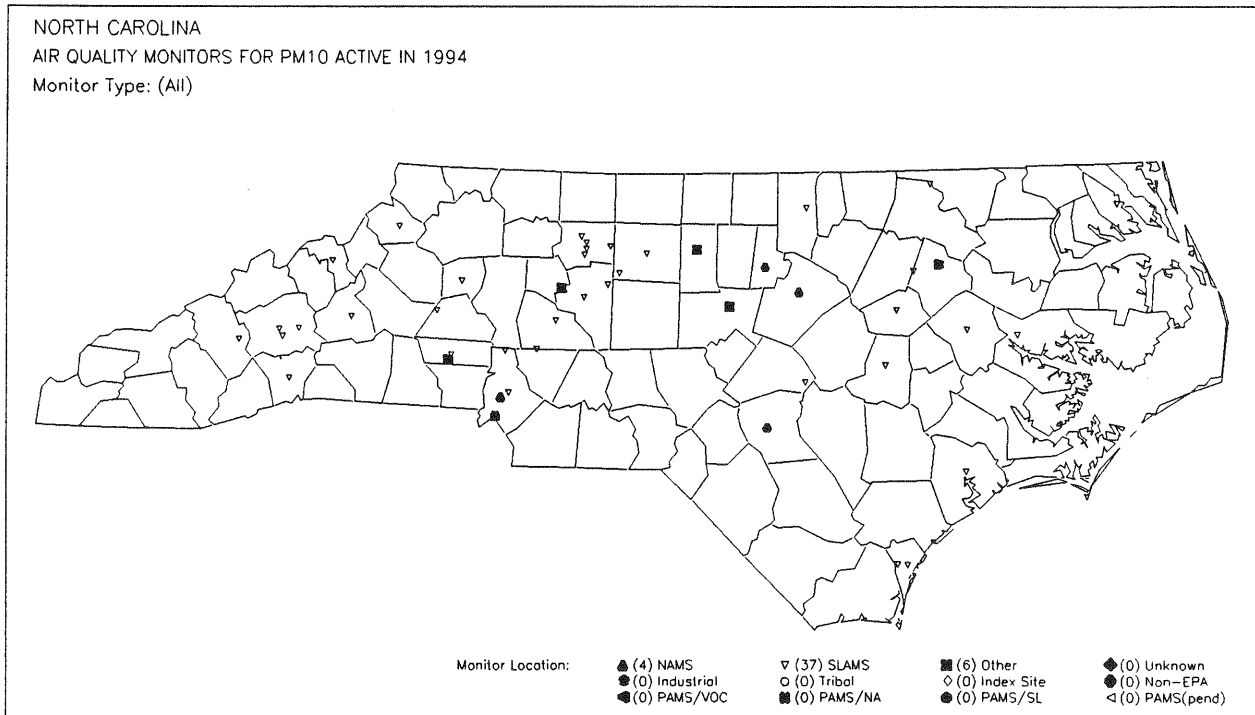 NORTH CAROLINA
AIR QUALITY MONITORS FOR PM10 ACTIVE IN 1994
Monitor Type: (All)
Monitor Location: (4) NAMS (37) SLAMS (6) Other (0) Unknown
(0) Industrial (0) Tribal (0) Index Site (0) Non-EPA
(0) PAMS/VOC (0) PAMS/NA (0) PAMS/SL (0) PAMS(pend)